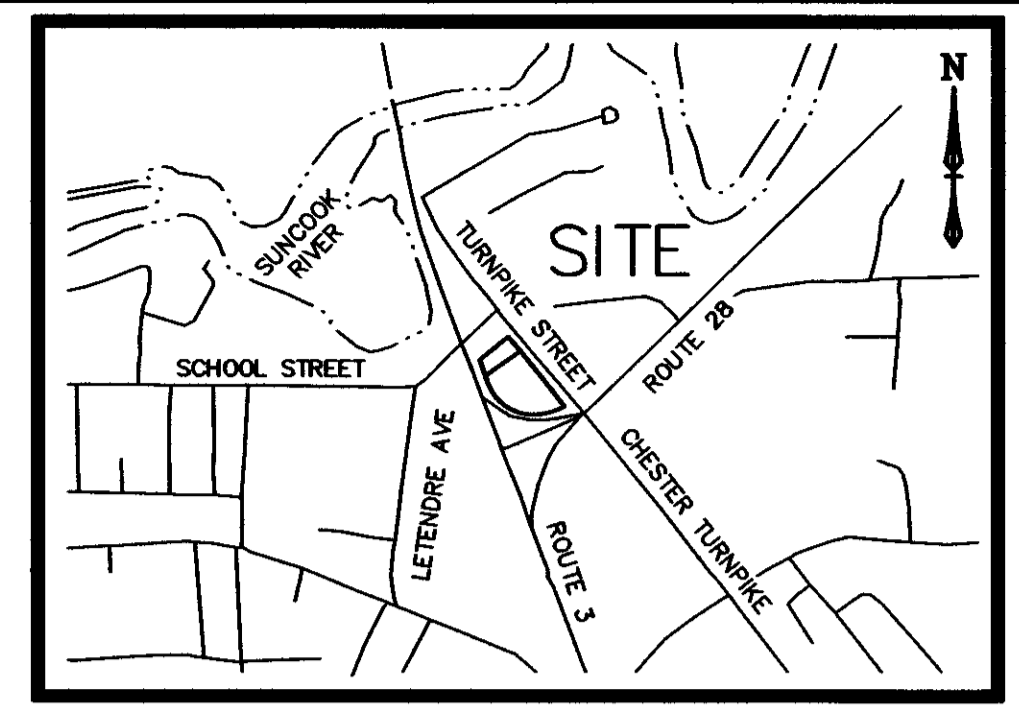 N
SUNCOOK
RIVER
TURNPIKE STREET
SITE
ROUTE 28
SCHOOL STREET
LETENDRE AVE
ROUTE 3
CHESTER TURNPIKE